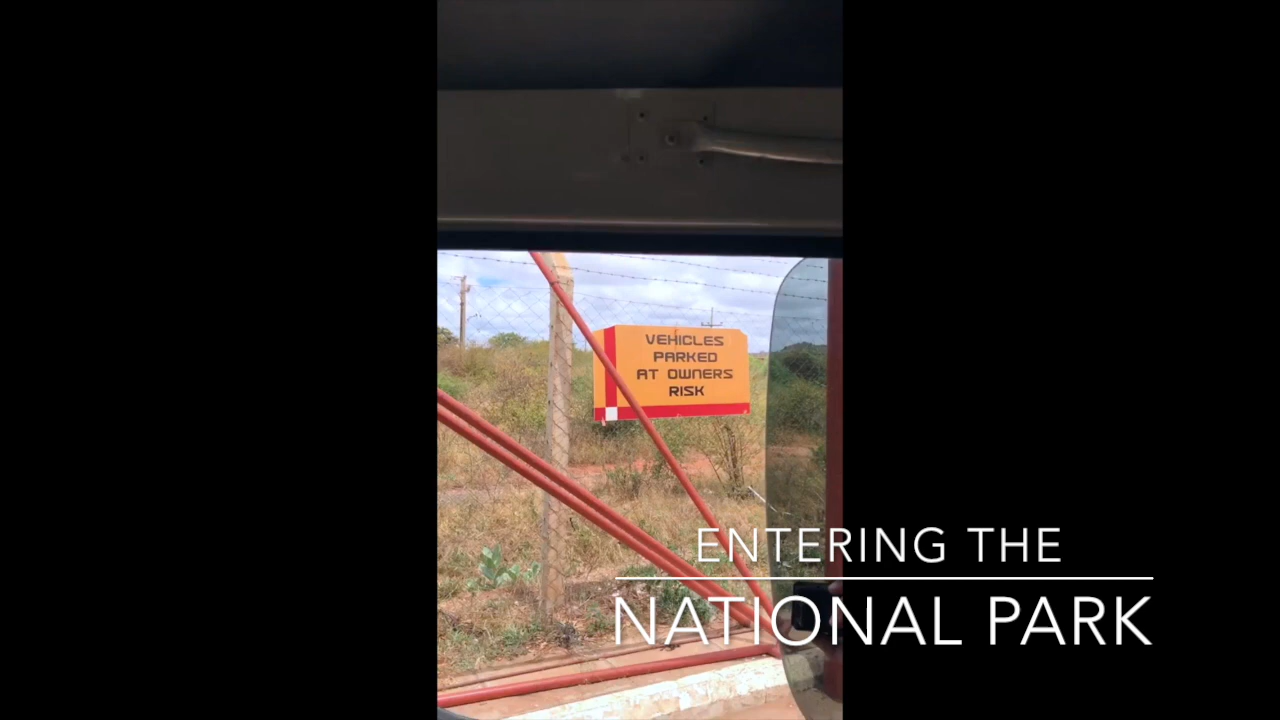 VEHICLES
PARKED
AT OWNERS
RISK
ENTERING THE
NATIONAL PARK